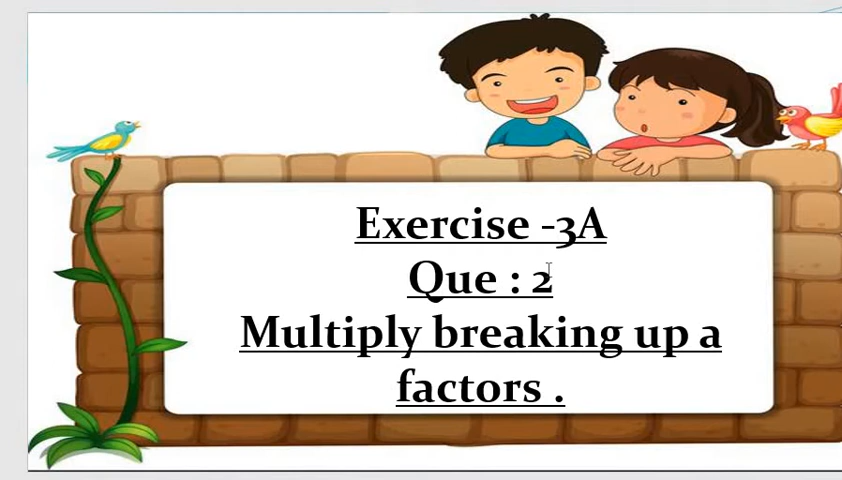 Exercise -3A
Que : 2
Multiply breaking up a
factors .